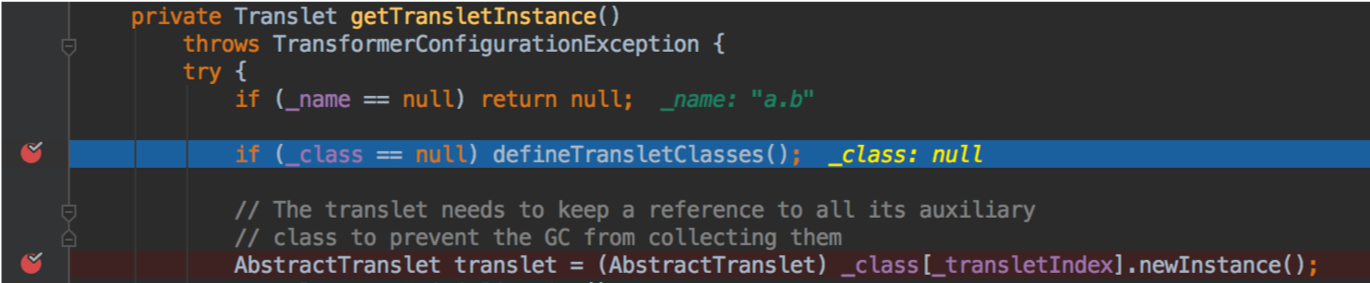 private Translet getTransletInstance()
throws TransformerConfigurationException {
try {
if (_name == null) return null; _name: "a.b"
if (_class == null) defineTransletClasses(); _class: null
// The translet needs to keep a reference to all its auxiliary
// class to prevent the GC from collecting them
AbstractTranslet translet = (AbstractTranslet) _class[_transletIndex].newInstance();